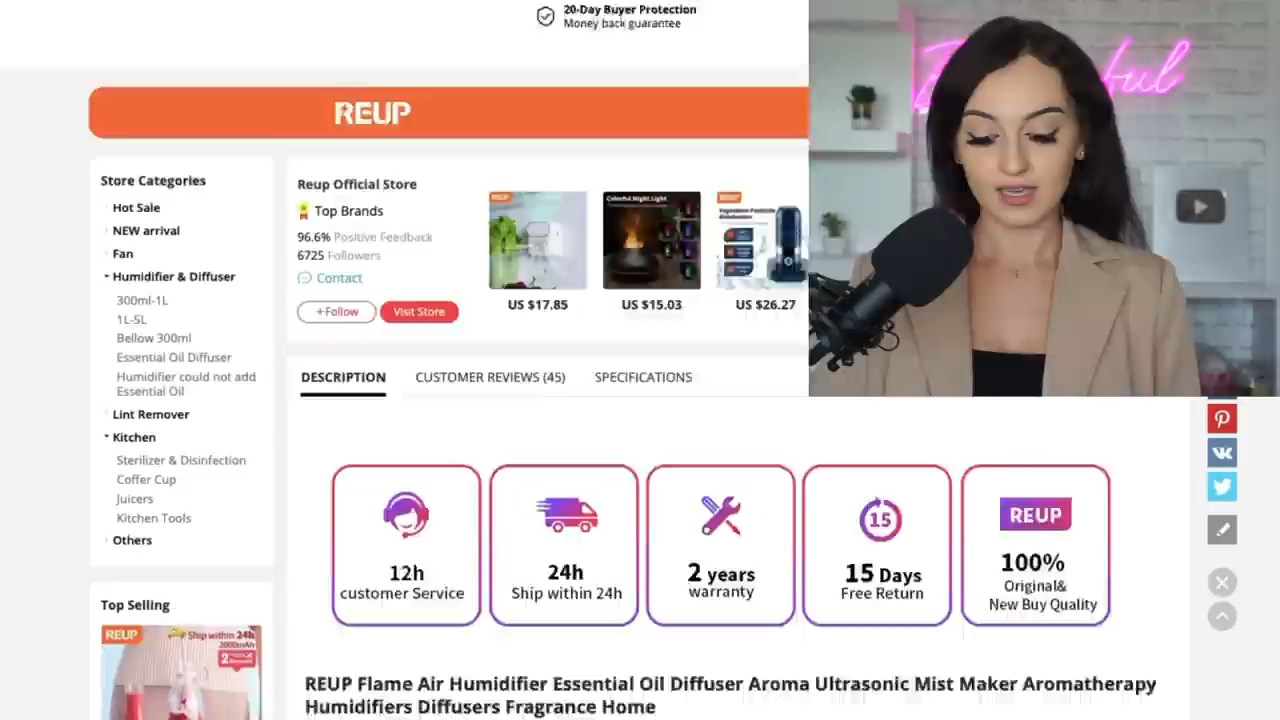 20-Day Buyer Protection
Money back guarantee
REUP
Store Categories
Hot Sale
NEW arrival
Fan
Humidifier & Diffuser
300ml-1L
1L-5L
Bellow 300ml
Essential Oil Diffuser
Humidifier could not add
Essential Oil
Lint Remover
Kitchen
Sterilizer & Disinfection
Coffer Cup
Juicers
Kitchen Tools
Others
Top Selling
REUP
Ship within 24h
2000mAh
Reup Official Store
Top Brands
96.6% Positive Feedback
6725 Followers
Contact
+ Follow
Visit Store
Colorful Night Light
US $17.85
US $15.03
US $26.27
DESCRIPTION
CUSTOMER REVIEWS (45)
SPECIFICATIONS
12h
customer Service
24h
Ship within 24h
2 years
warranty
15
15 Days
Free Return
REUP
100%
Original&
New Buy Quality
REUP Flame Air Humidifier Essential Oil Diffuser Aroma Ultrasonic Mist Maker Aromatherapy
Humidifiers Diffusers Fragrance Home